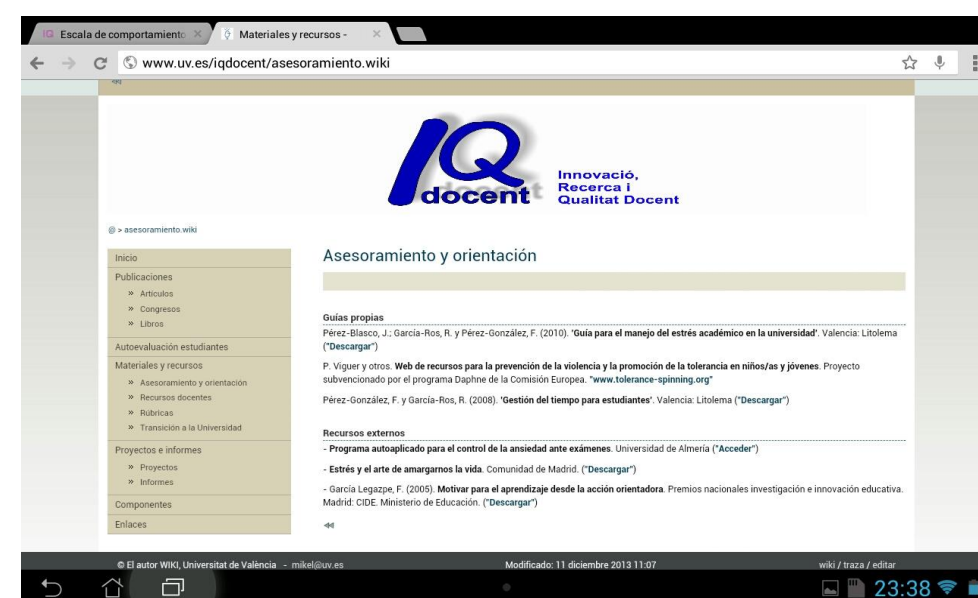 Escala de comportamiento
Materiales y recursos -
www.uv.es/iqdocent/asesoramiento.wiki
IQ
docent
Innovació,
Recerca i
Qualitat Docent
@ > asesoramiento.wiki
Inicio
Publicaciones
» Artículos
» Congresos
» Libros
Autoevaluación estudiantes
Materiales y recursos
» Asesoramiento y orientación
» Recursos docentes
» Rúbricas
» Transición a la Universidad
Proyectos e informes
» Proyectos
» Informes
Componentes
Enlaces
Asesoramiento y orientación
Guías propias
Pérez-Blasco, J.; García-Ros, R. y Pérez-González, F. (2010). 'Guía para el manejo del estrés académico en la universidad'. Valencia: Litolema
("Descargar")
P. Viguer y otros. Web de recursos para la prevención de la violencia y la promoción de la tolerancia en niños/as y jóvenes. Proyecto
subvencionado por el programa Daphne de la Comisión Europea. "www.tolerance-spinning.org"
Pérez-González, F. y García-Ros, R. (2008). 'Gestión del tiempo para estudiantes'. Valencia: Litolema ("Descargar")
Recursos externos
- Programa autoaplicado para el control de la ansiedad ante exámenes. Universidad de Almería ("Acceder")
- Estrés y el arte de amargarnos la vida. Comunidad de Madrid. ("Descargar")
- García Legazpe, F. (2005). Motivar para el aprendizaje desde la acción orientadora. Premios nacionales investigación e innovación educativa.
Madrid: CIDE. Ministerio de Educación. ("Descargar")
© El autor WIKI, Universitat de València - mikel@uv.es
Modificado: 11 diciembre 2013 11:07
wiki / traza / editar
23:38